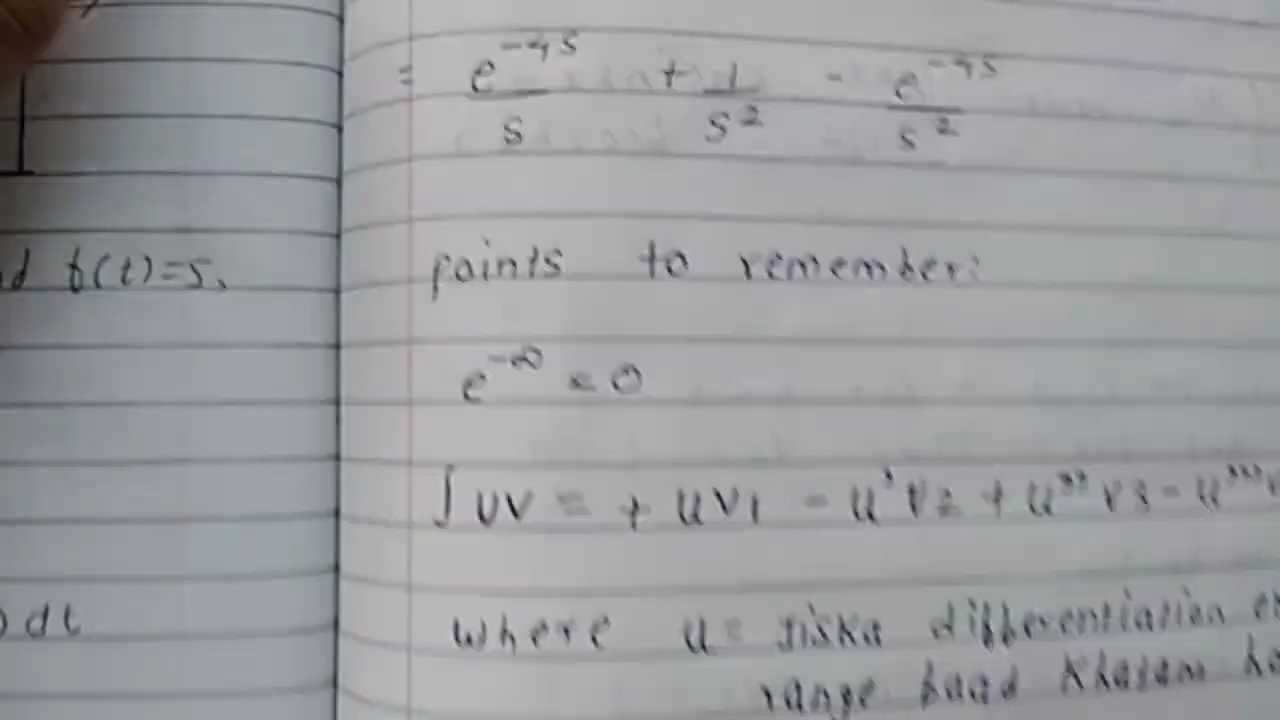 = e^-4s/s + 1/s² - e^-4s/s²
f(t)=5,
points to remember:
e^-∞ = 0
∫uv = + uv1 - u'v2 + u''v3 - u'''
dt
where u = jiska differentiation
range baad khatam